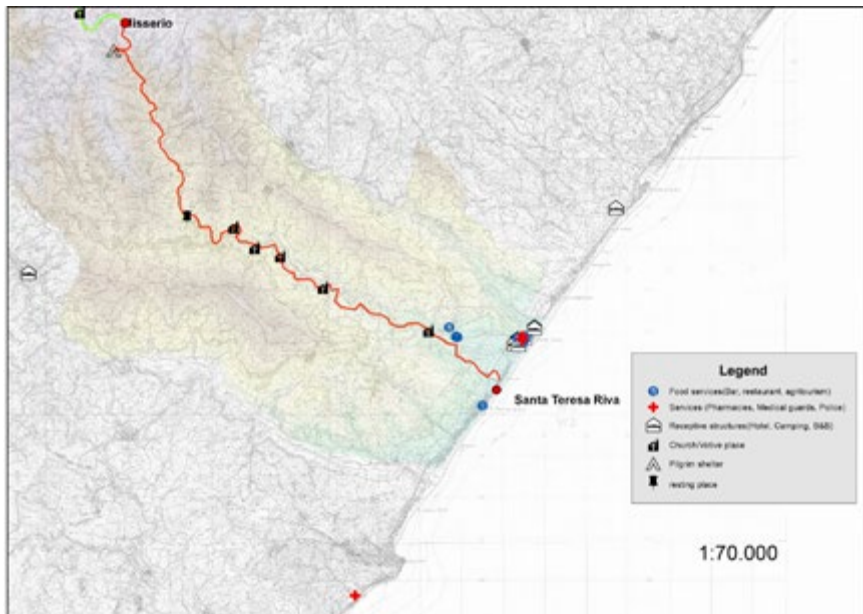 Misserio
Santa Teresa Riva
Legend
Food services(Bar, restaurant, agritourism)
Services (Pharmacies, Medical guards, Police)
Receptive structures(Hotel, Camping, B&B)
Church/Votive place
Pilgrim shelter
resting place
1:70.000